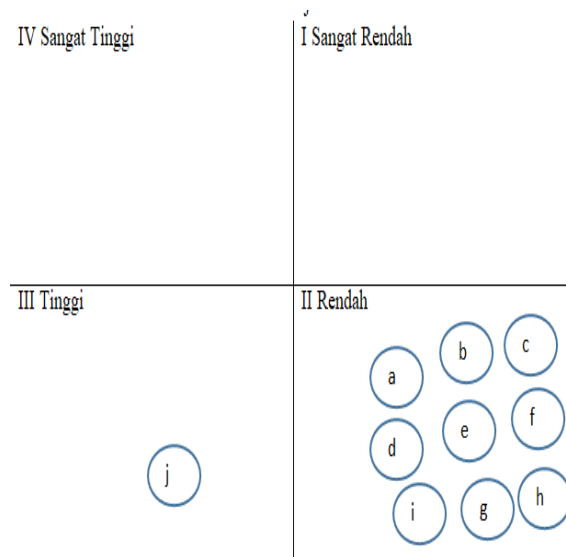 IV Sangat Tinggi
I Sangat Rendah
III Tinggi
II Rendah
a
b
c
d
e
f
i
g
h
j